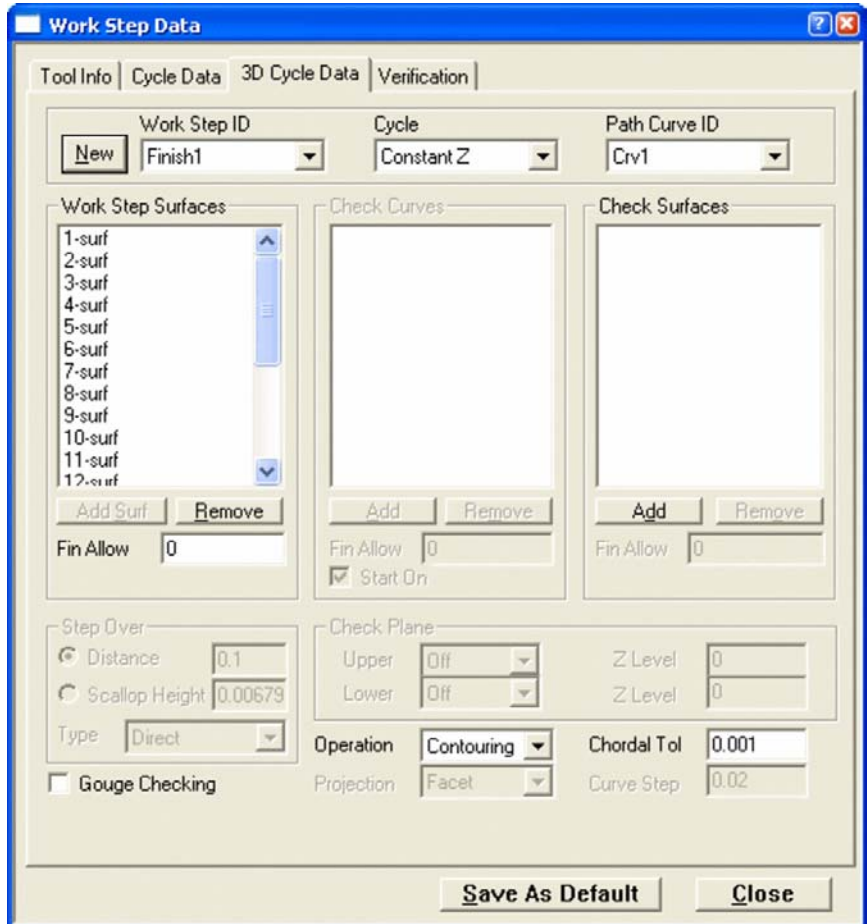 Work Step Data
Tool Info Cycle Data 3D Cycle Data Verification
Work Step ID Cycle Path Curve ID
New Finish1 Constant Z Crv1
Work Step Surfaces Check Curves Check Surfaces
1-surf
2-surf
3-surf
4-surf
5-surf
6-surf
7-surf
8-surf
9-surf
10-surf
11-surf
12-surf
Add Surf Remove Add Remove Add Remove
Fin Allow 0 Fin Allow 0 Fin Allow 0
Start On
Step Over Check Plane
Distance 0.1 Upper Off Z Level 0
Scallop Height 0.00679 Lower Off Z Level 0
Type Direct
Operation Contouring Chordal Tol 0.001
Gouge Checking Projection Facet Curve Step 0.02
Save As Default Close